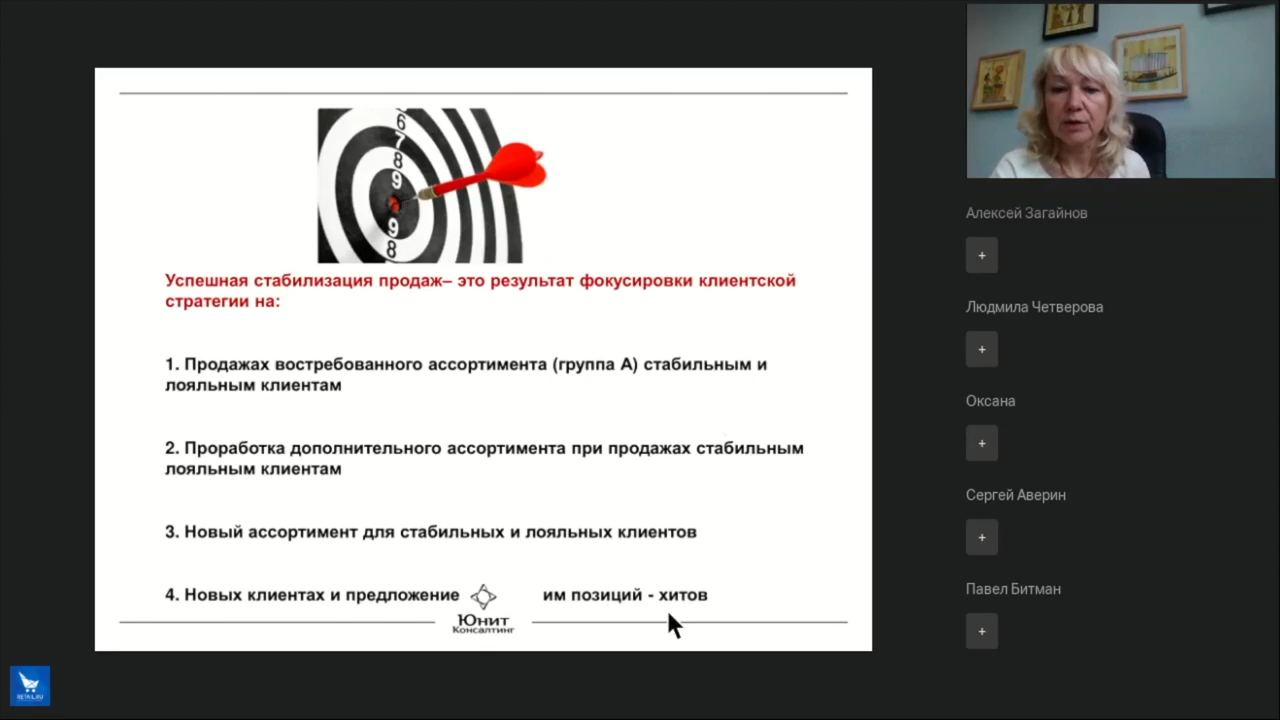 6
7
8
9
9
8
Успешная стабилизация продаж– это результат фокусировки клиентской
стратегии на:
1. Продажах востребованного ассортимента (группа А) стабильным и
лояльным клиентам
2. Проработка дополнительного ассортимента при продажах стабильным
лояльным клиентам
3. Новый ассортимент для стабильных и лояльных клиентов
4. Новых клиентах и предложение им позиций - хитов
Юнит
Консалтинг
Алексей Загайнов
+
Людмила Четверова
+
Оксана
+
Сергей Аверин
+
Павел Битман
+
RETAIL.RU